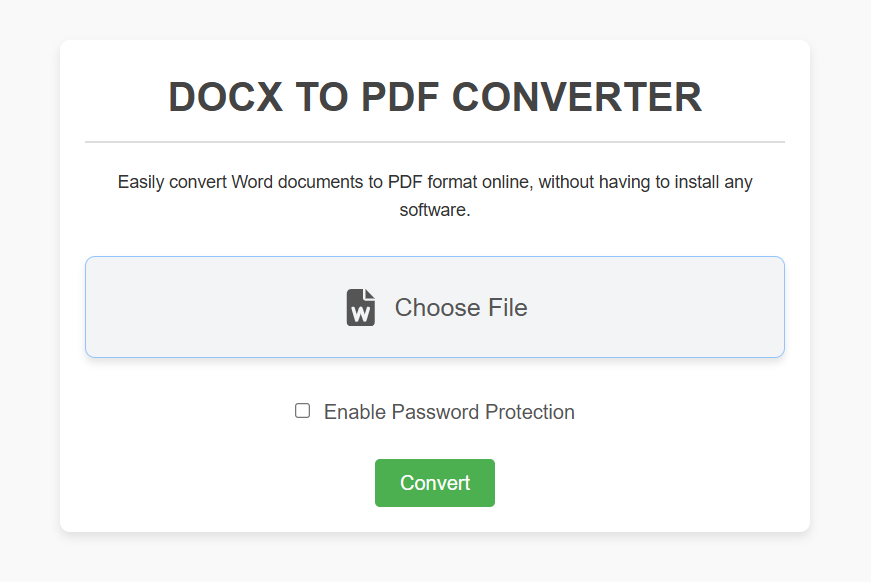 DOCX TO PDF CONVERTER
Easily convert Word documents to PDF format online, without having to install any
software.
W Choose File
Enable Password Protection
Convert